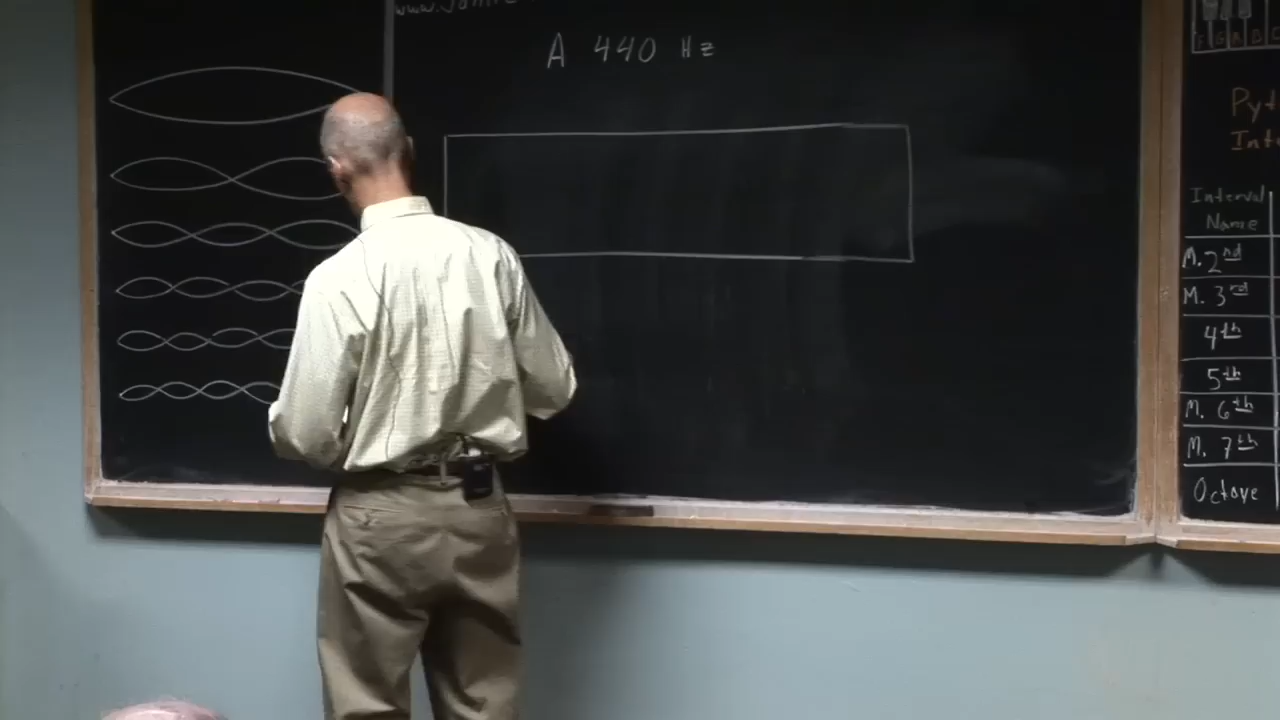 A 440 Hz
F G A B
Interval
Name
M. 2nd
M. 3rd
4th
5th
M. 6th
M. 7th
Octave